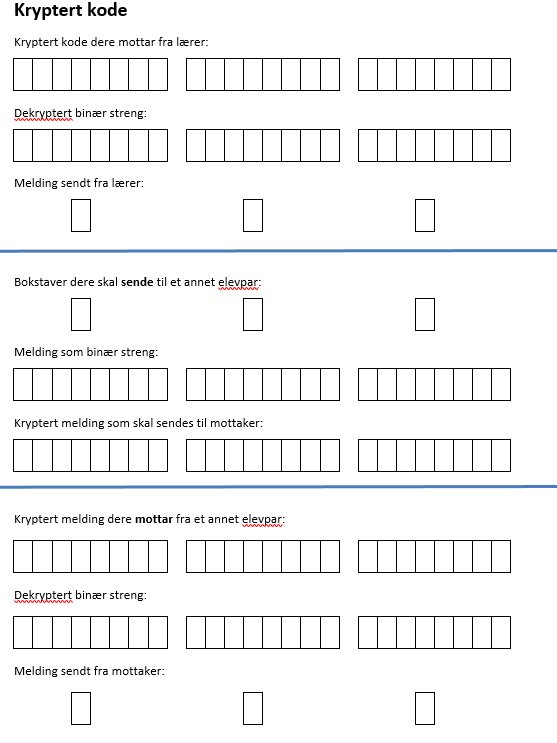 Kryptert kode
Kryptert kode dere mottar fra lærer:
Dekryptert binær streng:
Melding sendt fra lærer:
Bokstaver dere skal sende til et annet elevpar:
Melding som binær streng:
Kryptert melding som skal sendes til mottaker:
Kryptert melding dere mottar fra et annet elevpar:
Dekryptert binær streng:
Melding sendt fra mottaker: